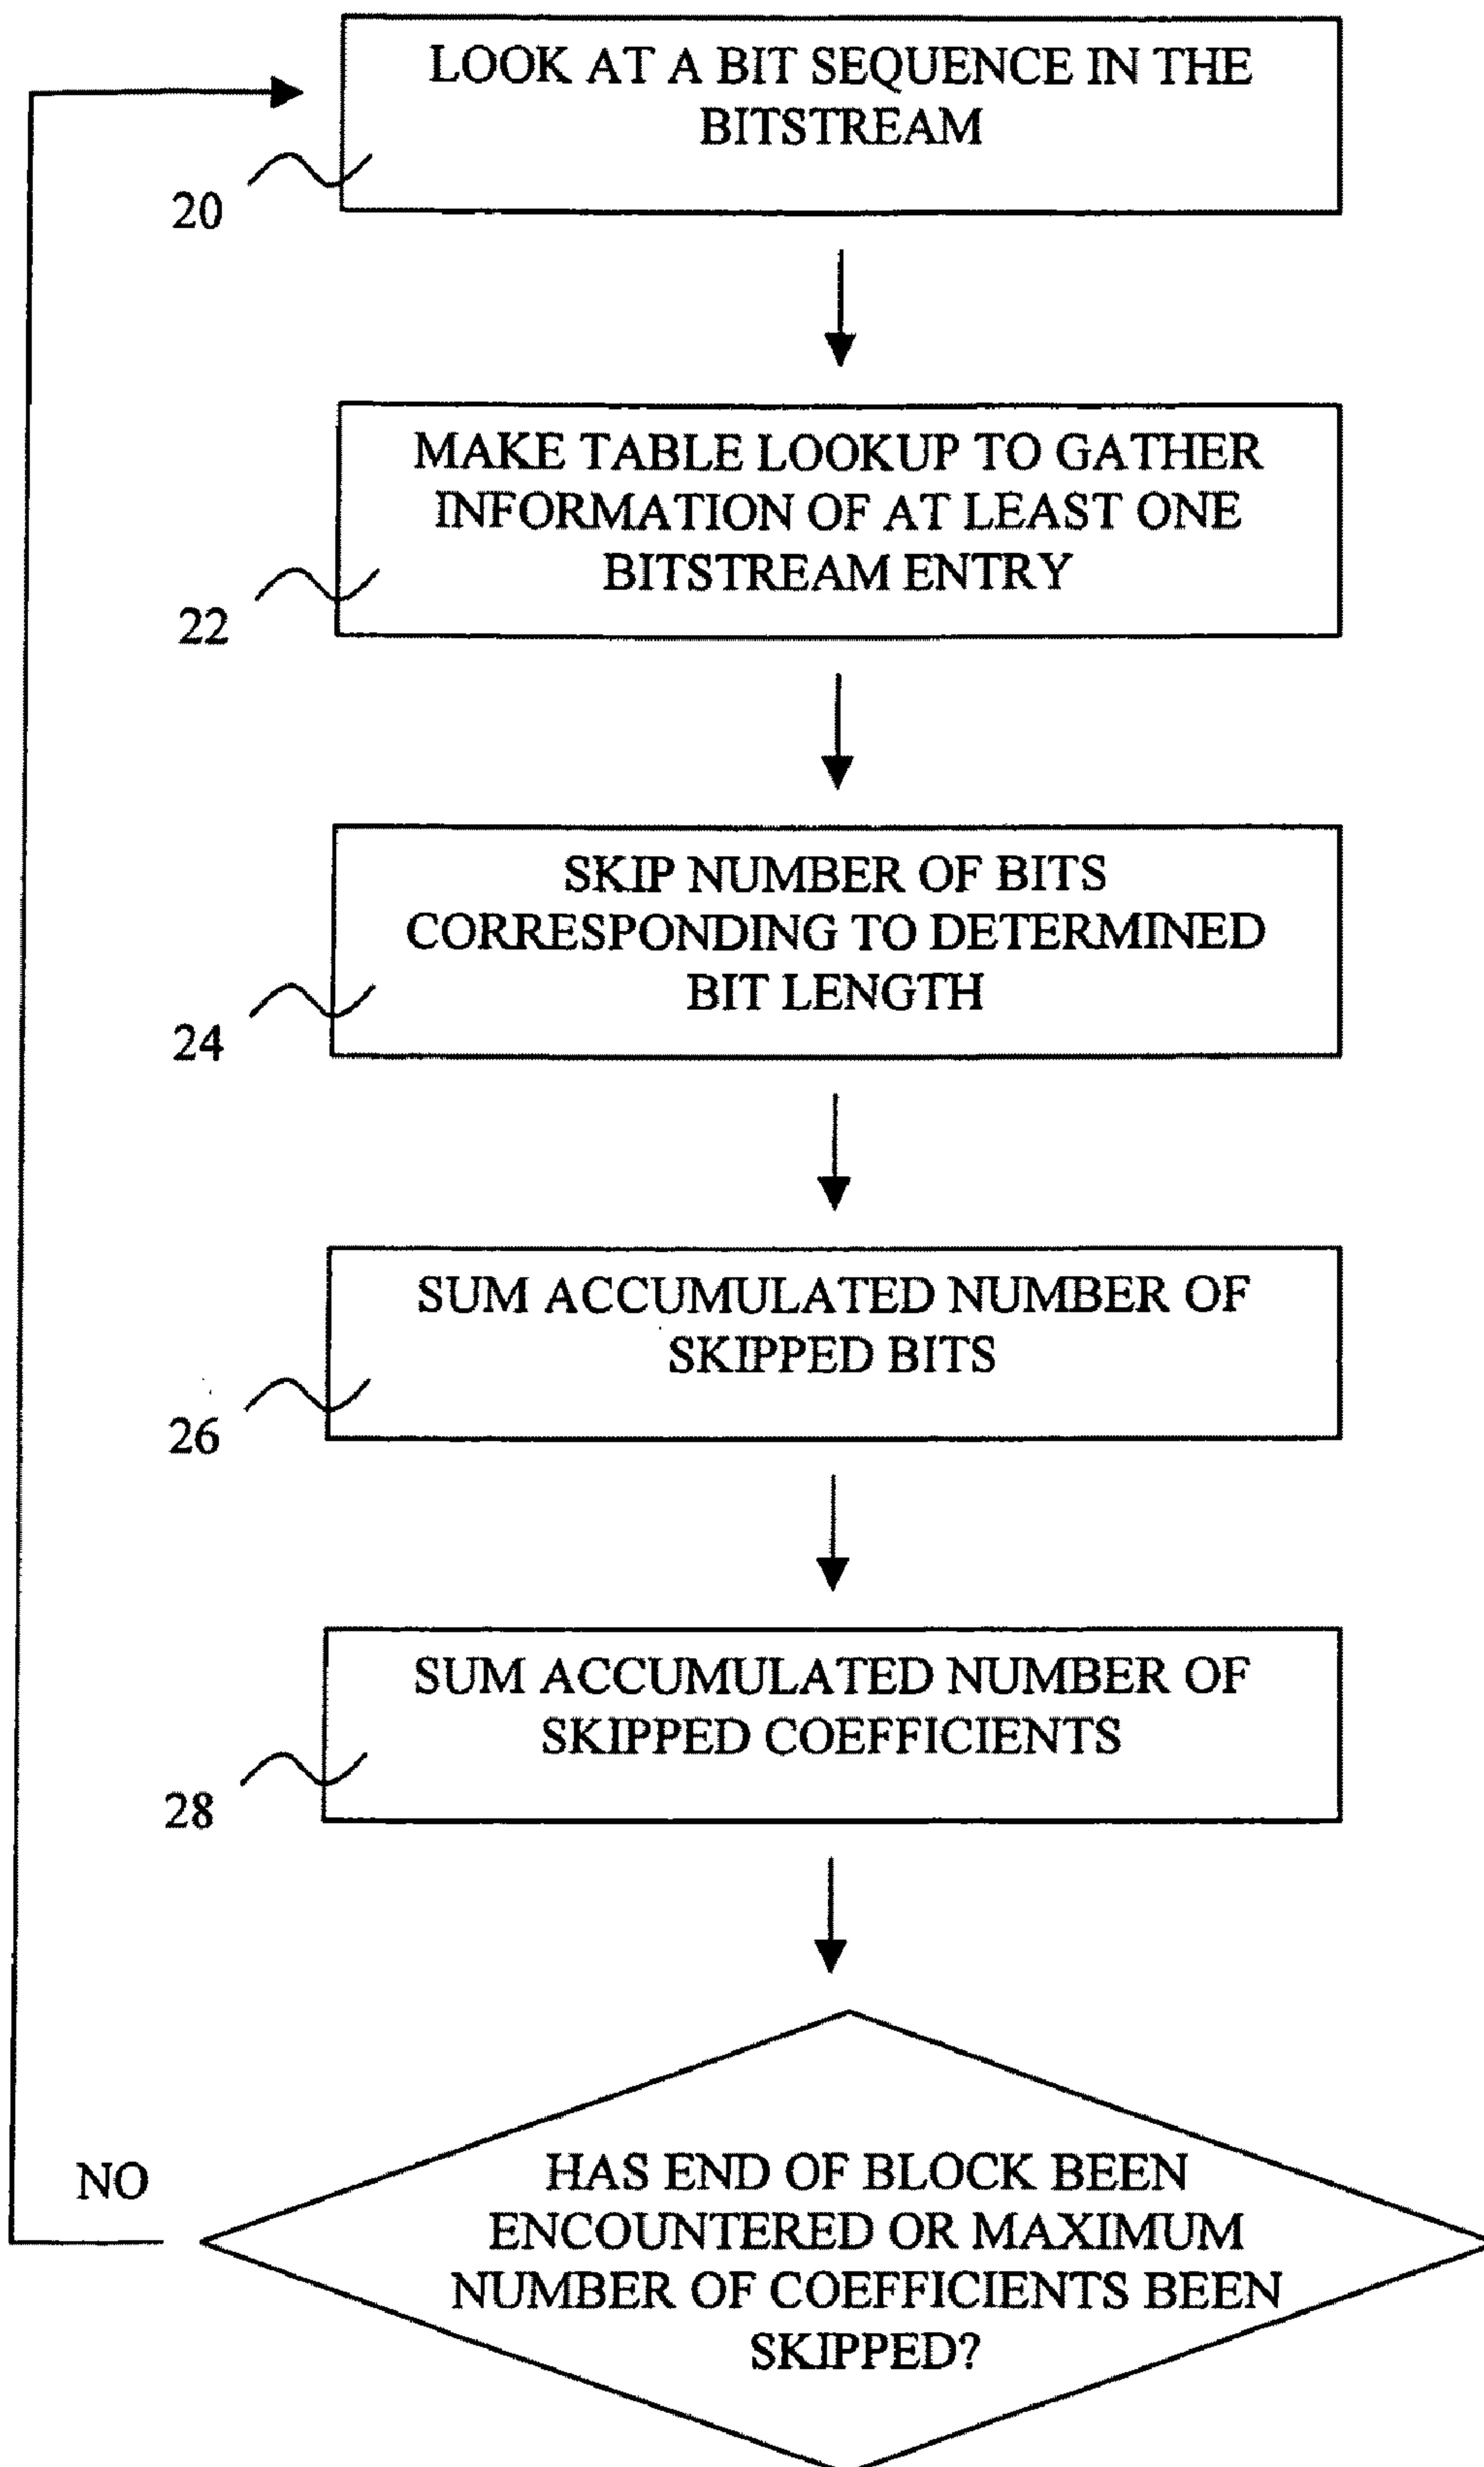 LOOK AT A BIT SEQUENCE IN THE
BITSTREAM
20
MAKE TABLE LOOKUP TO GATHER
INFORMATION OF AT LEAST ONE
BITSTREAM ENTRY
22
SKIP NUMBER OF BITS
CORRESPONDING TO DETERMINED
BIT LENGTH
24
SUM ACCUMULATED NUMBER OF
SKIPPED BITS
26
SUM ACCUMULATED NUMBER OF
SKIPPED COEFFICIENTS
28
NO
HAS END OF BLOCK BEEN
ENCOUNTERED OR MAXIMUM
NUMBER OF COEFFICIENTS BEEN
SKIPPED?